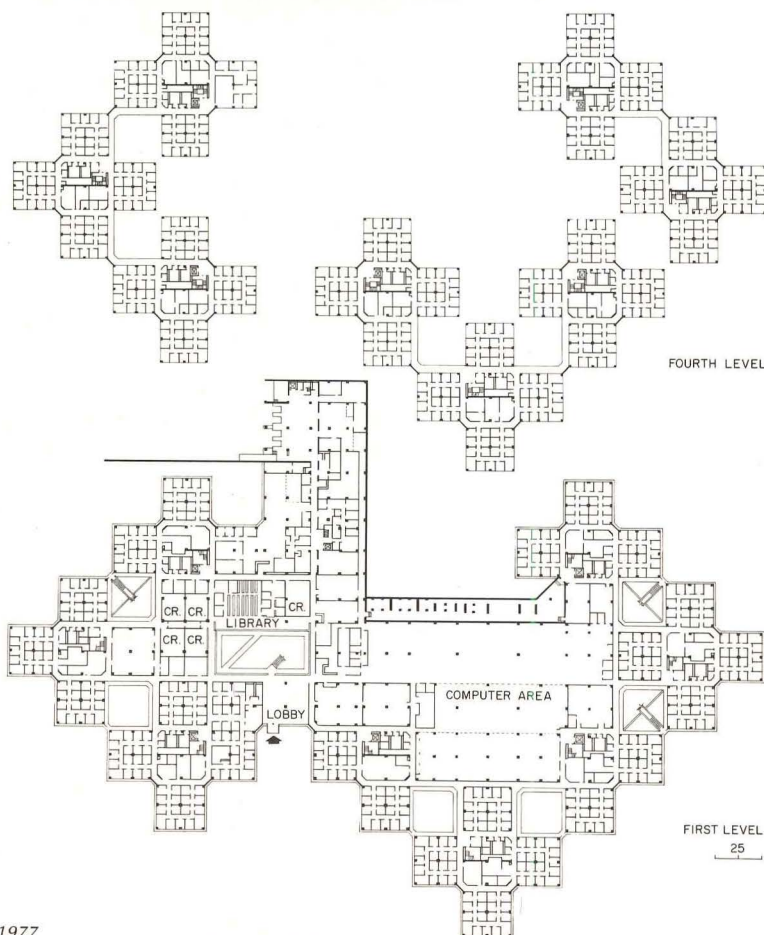 FOURTH LEVEL
CR. CR.
LIBRARY
CR.
CR. CR.
COMPUTER AREA
LOBBY
FIRST LEVEL
25
1977